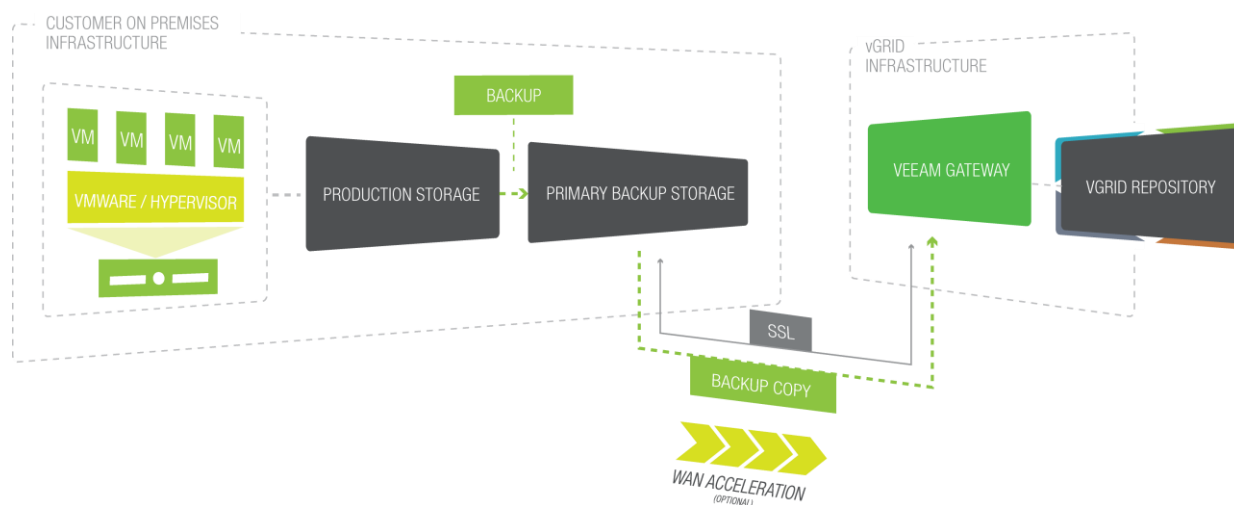 CUSTOMER ON PREMISES
INFRASTRUCTURE
vGRID
INFRASTRUCTURE
BACKUP
VM
VM
VM
VM
VMWARE / HYPERVISOR
PRODUCTION STORAGE
PRIMARY BACKUP STORAGE
VEEAM GATEWAY
VGRID REPOSITORY
SSL
BACKUP COPY
WAN ACCELERATION
(OPTIONAL)